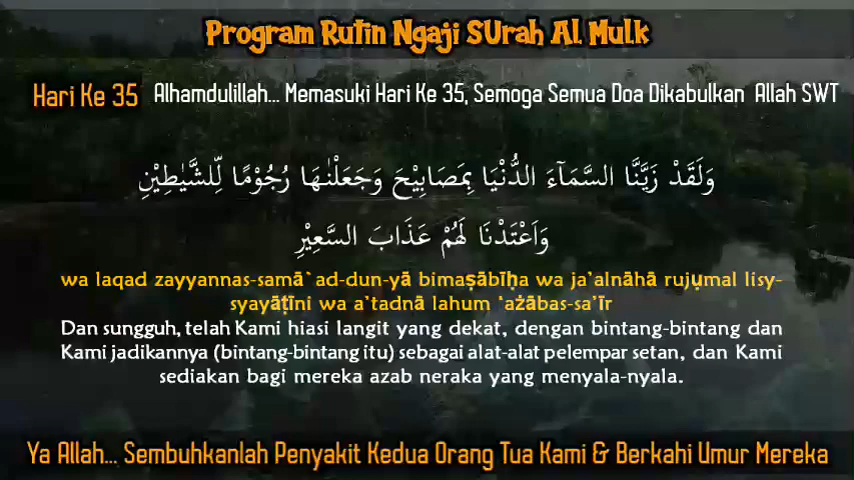 Program Rutin Ngaji SUrah Al Mulk
Hari Ke 35 Alhamdulillah... Memasuki Hari Ke 35, Semoga Semua Doa Dikabulkan Allah SWT
وَلَقَدْ زَيَّنَّا السَّمَاۤءَ الدُّنْيَا بِمَصَابِيْحَ وَجَعَلْنٰهَا رُجُوْمًا لِّلشَّيٰطِيْنِ
وَاَعْتَدْنَا لَهُمْ عَذَابَ السَّعِيْرِ
wa laqad zayyannas-samā`ad-dun-yā bimaṣābīḥa wa ja'alnāhā rujụmal lisy-
syayāṭīni wa a'tadnā lahum 'ażābas-sa'īr
Dan sungguh, telah Kami hiasi langit yang dekat, dengan bintang-bintang dan
Kami jadikannya (bintang-bintang itu) sebagai alat-alat pelempar setan, dan Kami
sediakan bagi mereka azab neraka yang menyala-nyala.
Ya Allah... Sembuhkanlah Penyakit Kedua Orang Tua Kami & Berkahi Umur Mereka